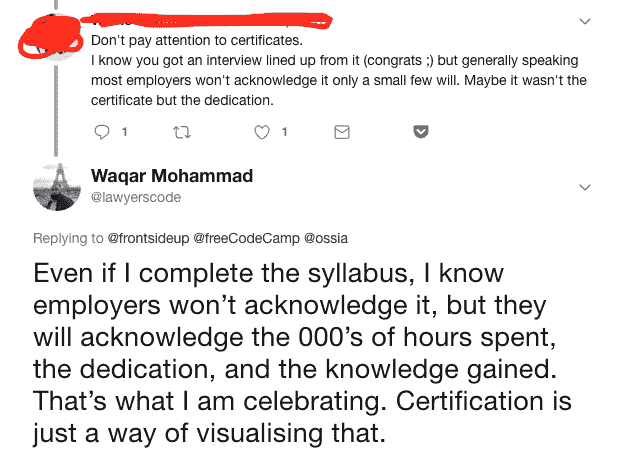 Don't pay attention to certificates.
I know you got an interview lined up from it (congrats ;) but generally speaking
most employers won't acknowledge it only a small few will. Maybe it wasn't the
certificate but the dedication.
1
1
Waqar Mohammad
@lawyerscode
Replying to @frontsideup @freeCodeCamp @ossia
Even if I complete the syllabus, I know
employers won’t acknowledge it, but they
will acknowledge the 000’s of hours spent,
the dedication, and the knowledge gained.
That’s what I am celebrating. Certification is
just a way of visualising that.